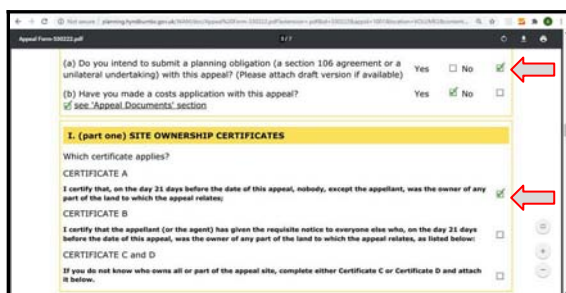 Not secure
Appeal Form-530222.pdf
1/7
(a) Do you intend to submit a planning obligation (a section 106 agreement or a Yes No
unilateral undertaking) with this appeal? (Please attach draft version if available)
(b) Have you made a costs application with this appeal? Yes No
see 'Appeal Documents' section
I. (part one) SITE OWNERSHIP CERTIFICATES
Which certificate applies?
CERTIFICATE A
I certify that, on the day 21 days before the date of this appeal, nobody, except the appellant, was the owner of any
part of the land to which the appeal relates;
CERTIFICATE B
I certify that the appellant (or the agent) has given the requisite notice to everyone else who, on the day 21 days
before the date of this appeal, was the owner of any part of the land to which the appeal relates, as listed below:
CERTIFICATE C and D
If you do not know who owns all or part of the appeal site, complete either Certificate C or Certificate D and attach
it below.